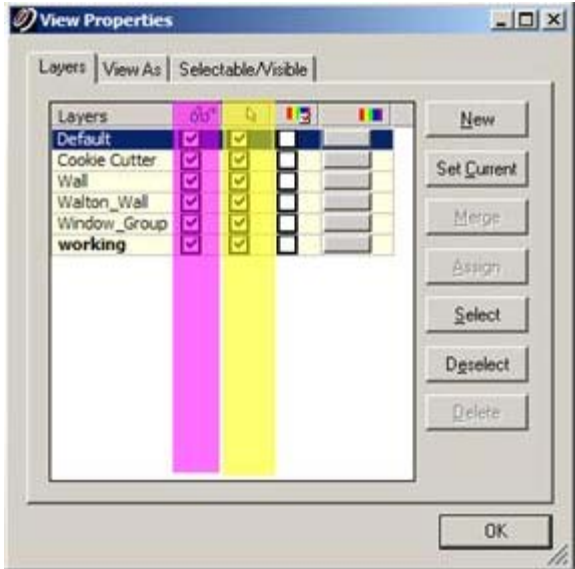 View Properties
Layers View As Selectable/Visible
Layers
Default
Cookie Cutter
Wall
Walton_Wall
Window_Group
working
New
Set Current
Merge
Assign
Select
Deselect
Delete
OK